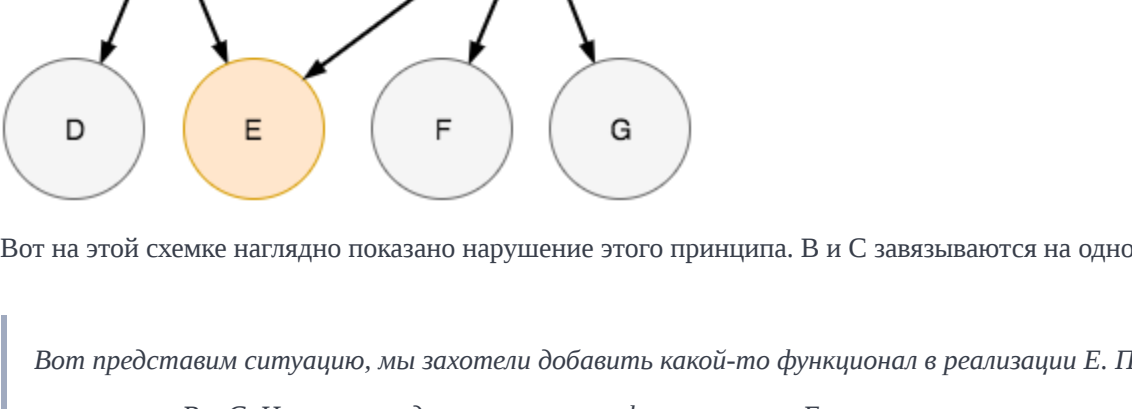 D E F G
Вот на этой схемке наглядно показано нарушение этого принципа. В и С завязываются на одно
Вот представим ситуацию, мы захотели добавить какой-то функционал в реализации Е. П